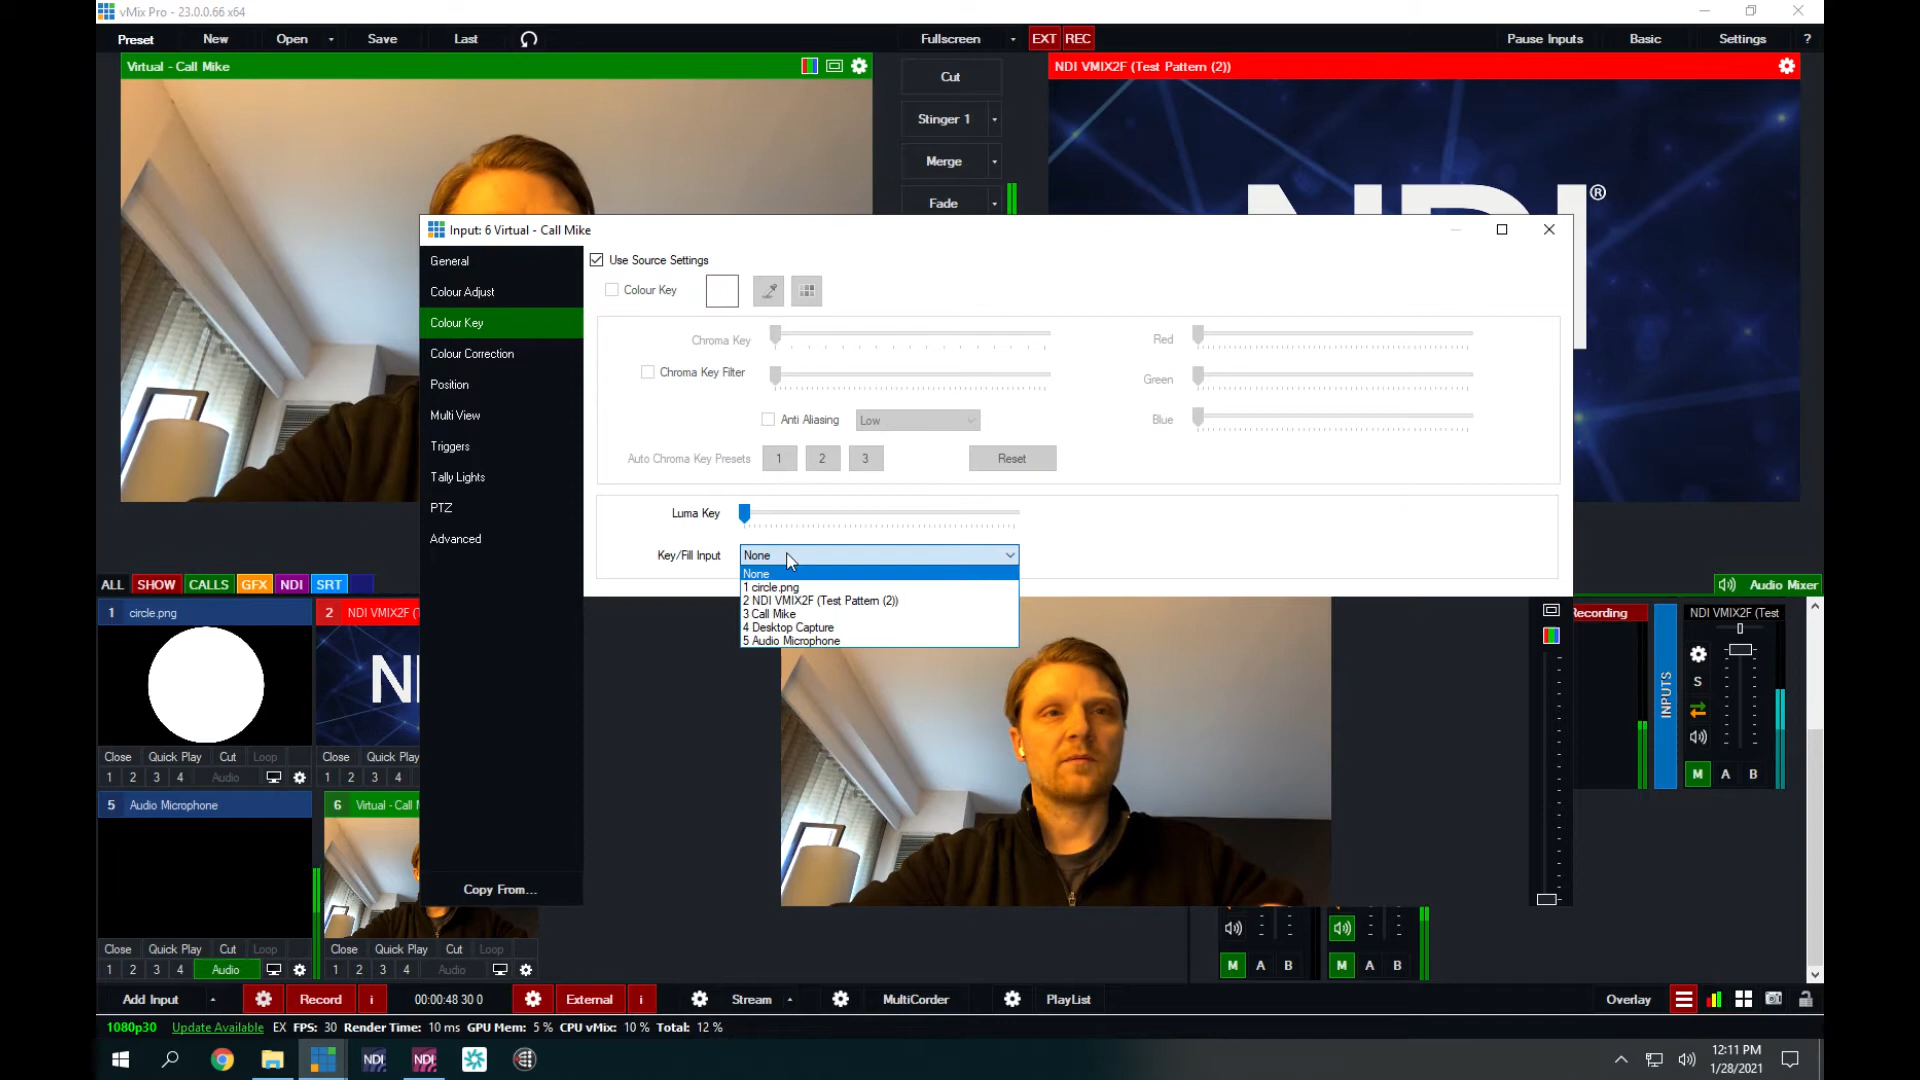 vMix Pro - 23.0.0.66 x64
Preset New Open Save Last Fullscreen EXT REC Pause Inputs Basic Settings ?
Virtual - Call Mike
Cut
NDI VMIX2F (Test Pattern (2))
Stinger 1
Merge
Fade
®
Input: 6 Virtual - Call Mike
General
Colour Adjust
Colour Key
Colour Correction
Position
Multi View
Triggers
Tally Lights
PTZ
Advanced
Copy From...
Use Source Settings
Colour Key
Chroma Key
Red
Chroma Key Filter
Green
Anti Aliasing Low
Blue
Auto Chroma Key Presets 1 2 3 Reset
Luma Key
Key/Fill Input None
None
1 circle.png
2 NDI VMIX2F (Test Pattern (2))
3 Call Mike
4 Desktop Capture
5 Audio Microphone
ALL SHOW CALLS GFX NDI SRT
Audio Mixer
1 circle.png
2 NDI VMIX2F (T
Recording
NDI VMIX2F (Test
INPUTS
S
M A B
Close Quick Play Cut Loop
1 2 3 4 Audio
Close Quick Play
1 2 3 4
5 Audio Microphone
6 Virtual - Call M
Close Quick Play Cut Loop
1 2 3 4 Audio
Close Quick Play Cut Loop
1 2 3 4 Audio
M A B
M A B
Add Input Record i 00:00:48 30 0 External i Stream MultiCorder PlayList Overlay
1080p30 Update Available EX FPS: 30 Render Time: 10 ms GPU Mem: 5 % CPU vMix: 10 % Total: 12 %
NDI NDI
12:11 PM
1/28/2021